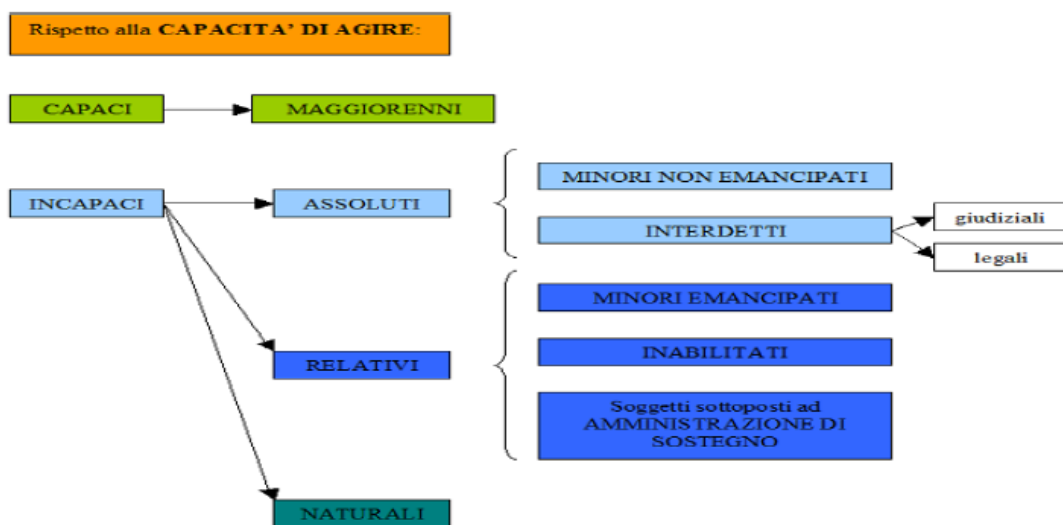 Rispetto alla CAPACITA' DI AGIRE:
CAPACI
MAGGIORENNI
INCAPACI
ASSOLUTI
MINORI NON EMANCIPATI
INTERDETTI
giudiziali
legali
RELATIVI
MINORI EMANCIPATI
INABILITATI
Soggetti sottoposti ad
AMMINISTRAZIONE DI
SOSTEGNO
NATURALI